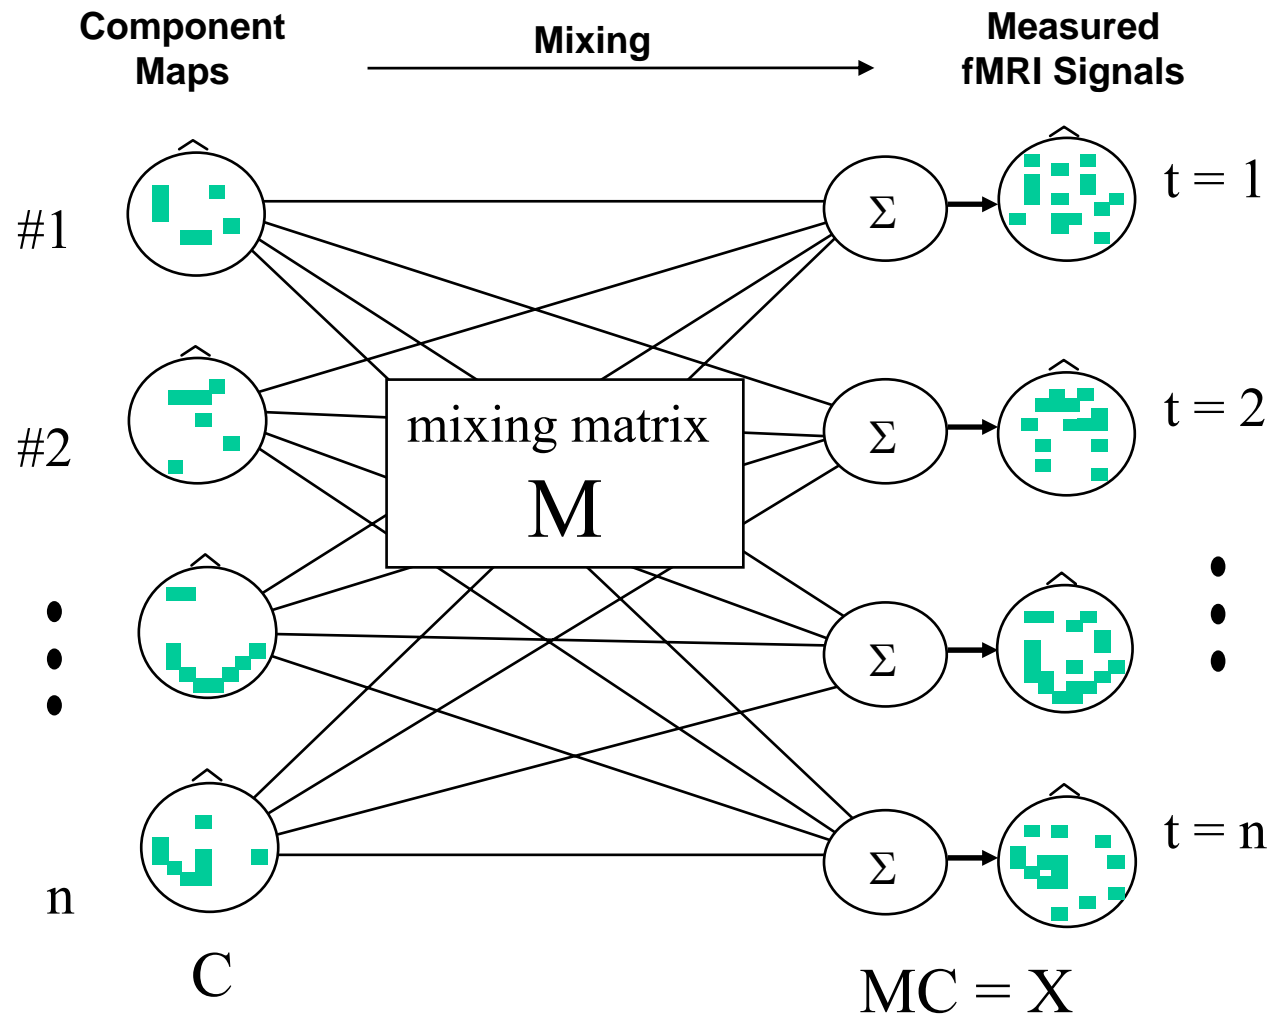 Component
Maps
Mixing
Measured
fMRI Signals
#1
Σ
t = 1
#2
mixing matrix
M
Σ
t = 2
Σ
n
Σ
t = n
C
MC = X